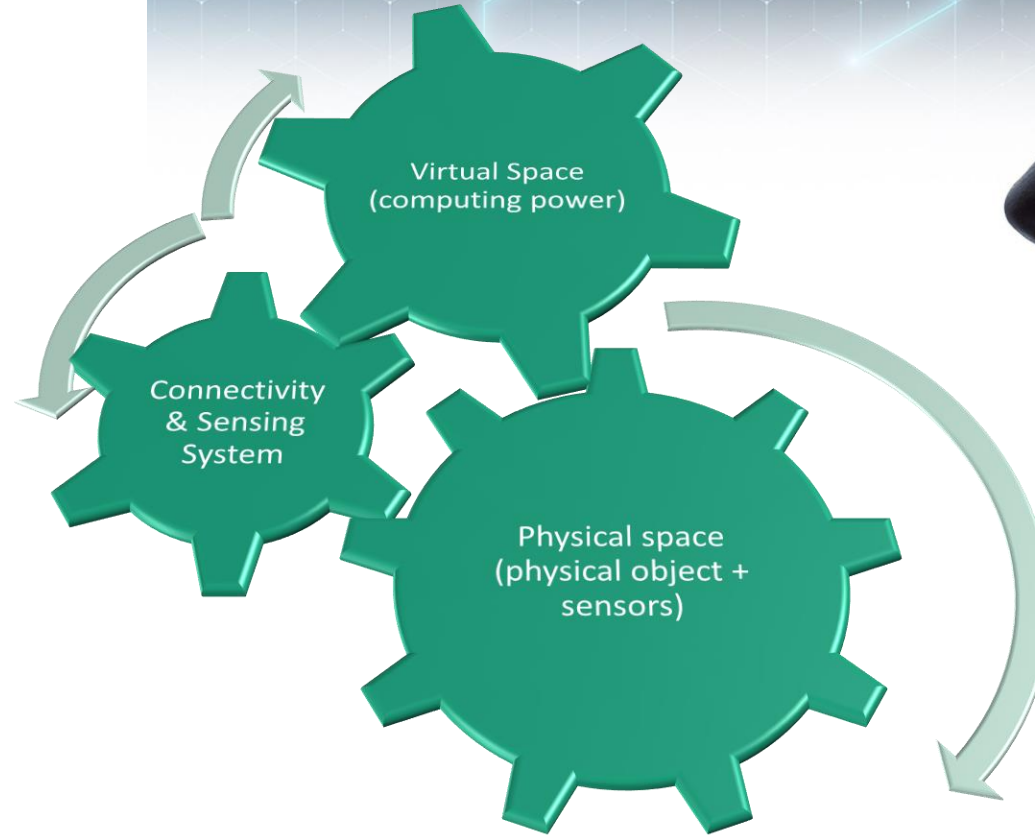 Virtual Space
(computing power)
Connectivity
& Sensing
System
Physical space
(physical object +
sensors)